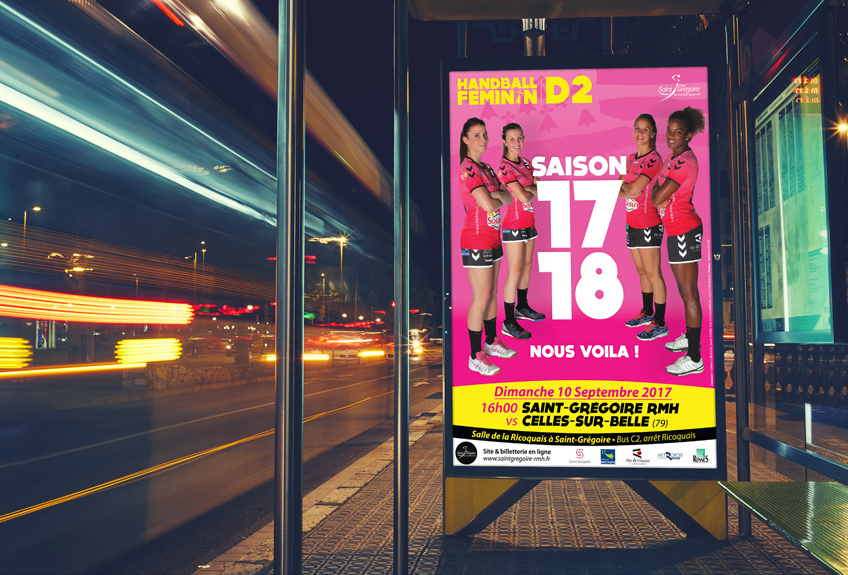 HANDBALL
FEMININ D2
Saint-Grégoire
SAISON
17
18
NOUS VOILA !
Dimanche 10 Septembre 2017
16h00 SAINT-GRÉGOIRE RMH
VS CELLES-SUR-BELLE (79)
Salle de la Ricoquais à Saint-Grégoire • Bus C2, arrêt Ricoquais
Site & billetterie en ligne
www.saintgregoire-rmh.fr